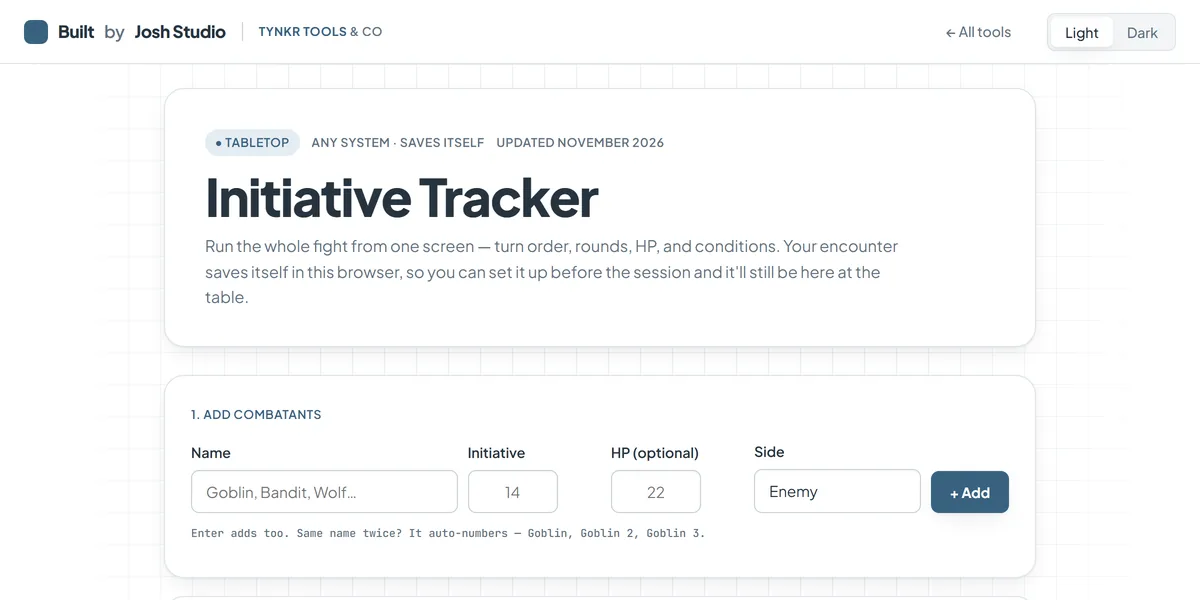 Built by Josh Studio TYNKR TOOLS & CO ← All tools Light Dark
• TABLETOP ANY SYSTEM · SAVES ITSELF UPDATED NOVEMBER 2026
Initiative Tracker
Run the whole fight from one screen — turn order, rounds, HP, and conditions. Your encounter
saves itself in this browser, so you can set it up before the session and it'll still be here at the
table.
1. ADD COMBATANTS
Name Initiative HP (optional) Side
Goblin, Bandit, Wolf… 14 22 Enemy + Add
Enter adds too. Same name twice? It auto-numbers — Goblin, Goblin 2, Goblin 3.